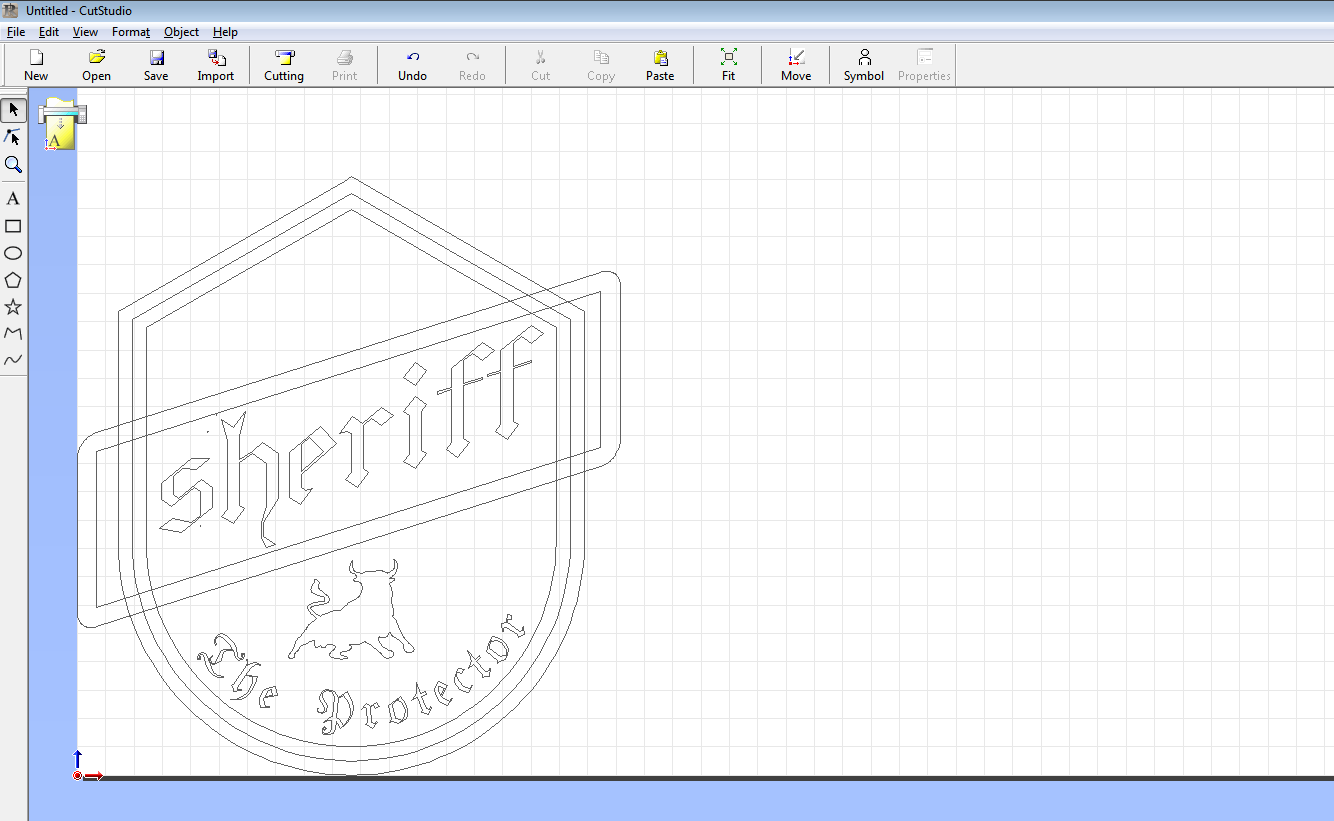 Untitled - CutStudio
File Edit View Format Object Help
New Open Save Import Cutting Print Undo Redo Cut Copy Paste Fit Move Symbol Properties
A
A
sheriff
The Protector